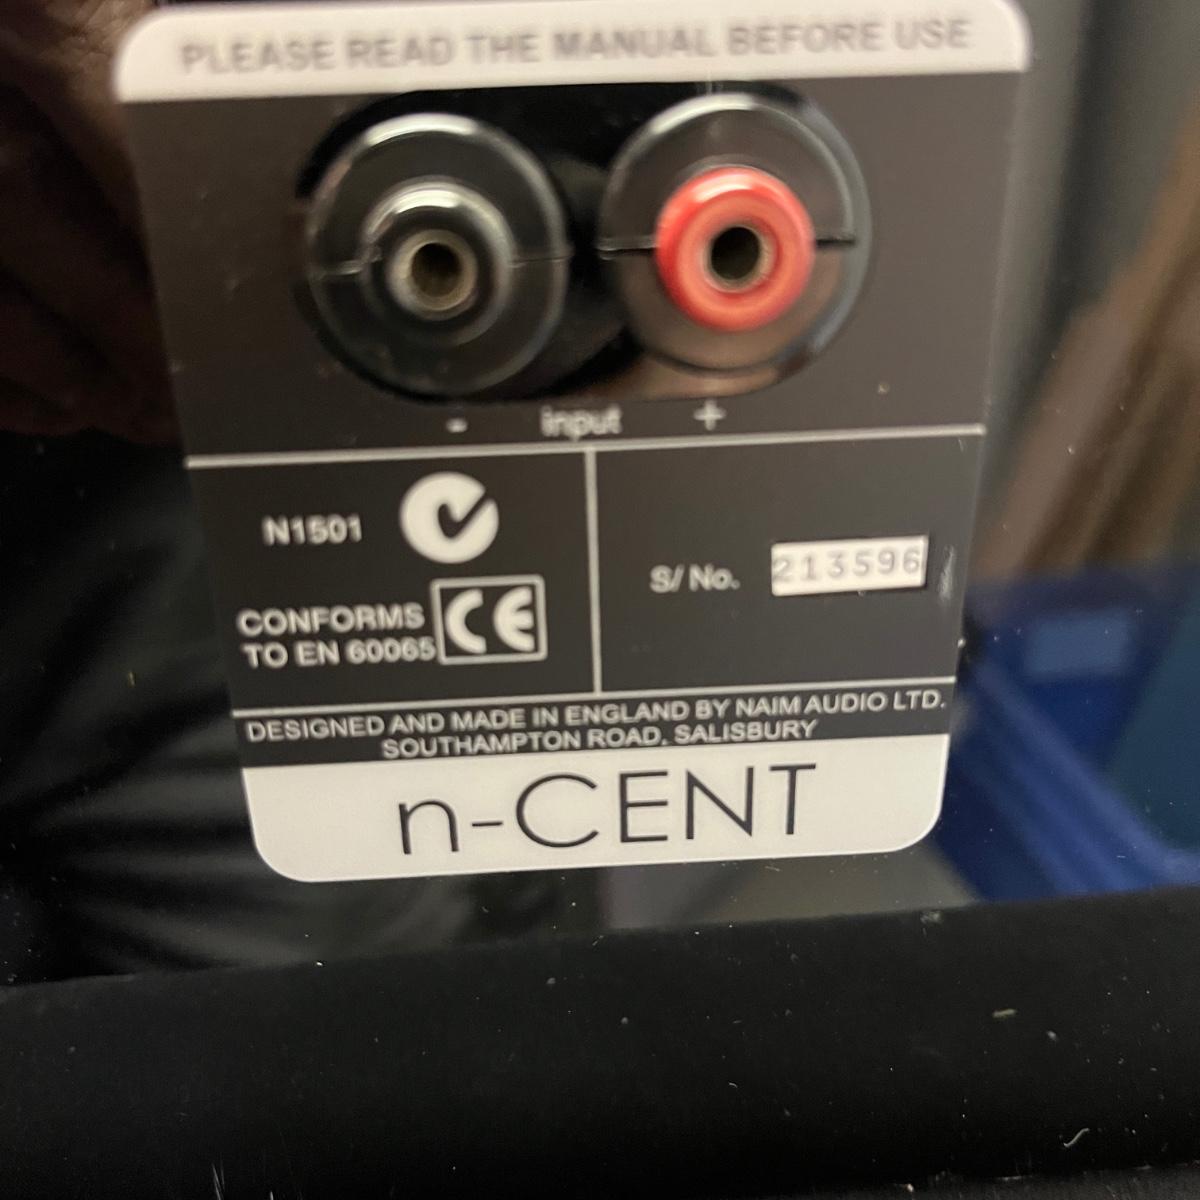 PLEASE READ THE MANUAL BEFORE USE
- input +
N1501
CONFORMS
TO EN 60065 CE
S/ No. 213596
DESIGNED AND MADE IN ENGLAND BY NAIM AUDIO LTD.
SOUTHAMPTON ROAD. SALISBURY
n-CENT